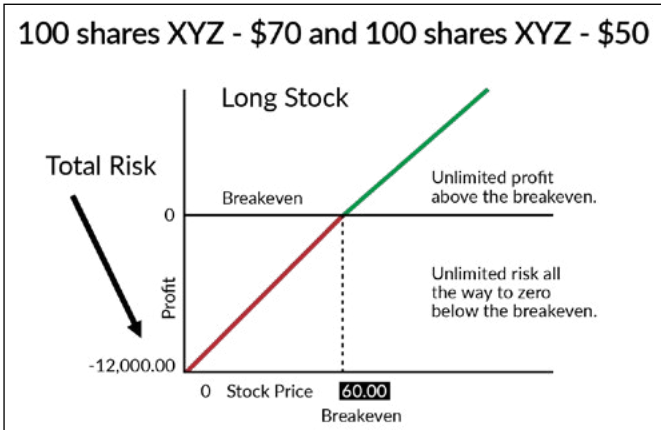 100 shares XYZ - $70 and 100 shares XYZ - $50
Long Stock
Total Risk
Breakeven
Unlimited profit
above the breakeven.
0
Unlimited risk all
the way to zero
below the breakeven.
Profit
-12,000.00
0 Stock Price 60.00
Breakeven